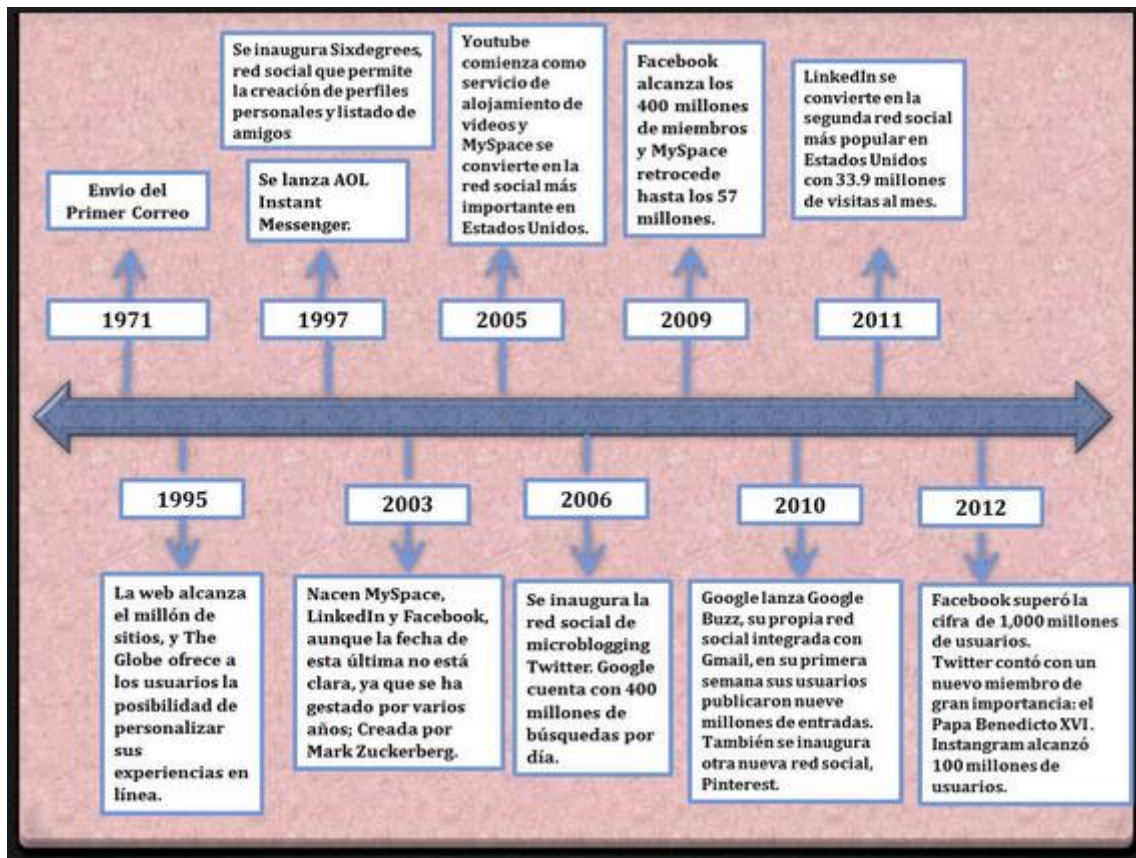 Envio del
Primer Correo
Se inaugura Sixdegrees,
red social que permite
la creación de perfiles
personales y listado de
amigos
Se lanza AOL
Instant
Messenger.
Youtube
comienza como
servicio de
alojamiento de
videos y
MySpace se
convierte en la
red social más
importante en
Estados Unidos.
Facebook
alcanza los
400 millones
de miembros
y MySpace
retrocede
hasta los 57
millones.
LinkedIn se
convierte en la
segunda red social
más popular en
Estados Unidos
con 33.9 millones
de visitas al mes.
1971
1997
2005
2009
2011
1995
2003
2006
2010
2012
La web alcanza
el millón de
sitios, y The
Globe ofrece a
los usuarios la
posibilidad de
personalizar
sus
experiencias en
línea.
Nacen MySpace,
LinkedIn y Facebook,
aunque la fecha de
esta última no está
clara, ya que se ha
gestado por varios
años; Creada por
Mark Zuckerberg.
Se inaugura la
red social de
microblogging
Twitter. Google
cuenta con 400
millones de
búsquedas por
día.
Google lanza Google
Buzz, su propia red
social integrada con
Gmail, en su primera
semana sus usuarios
publicaron nueve
millones de entradas.
También se inaugura
otra nueva red social,
Pinterest.
Facebook superó la
cifra de 1,000 millones
de usuarios.
Twitter contó con un
nuevo miembro de
gran importancia: el
Papa Benedicto XVI.
Instangram alcanzó
100 millones de
usuarios.